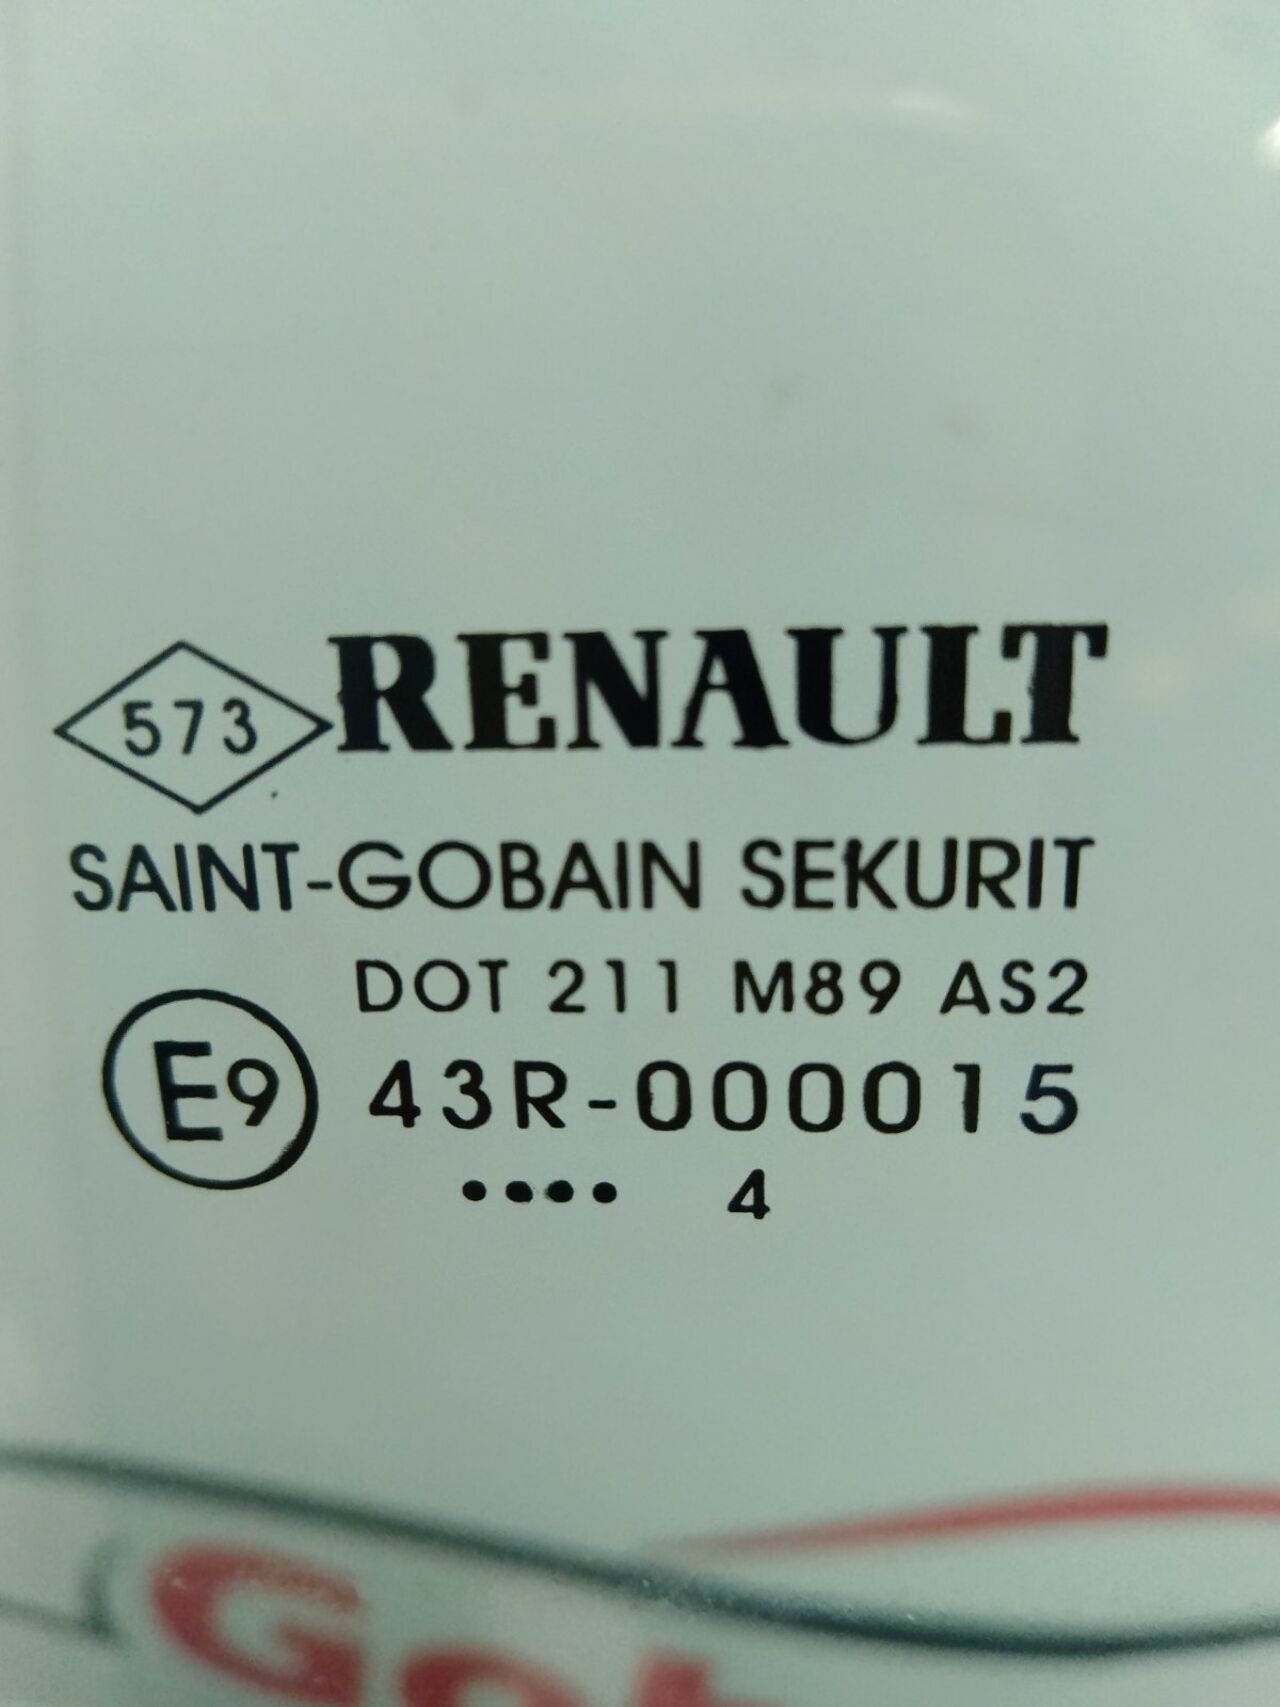 573 RENAULT
SAINT-GOBAIN SEKURIT
DOT 211 M89 AS2
E9 43R-000015
.... 4